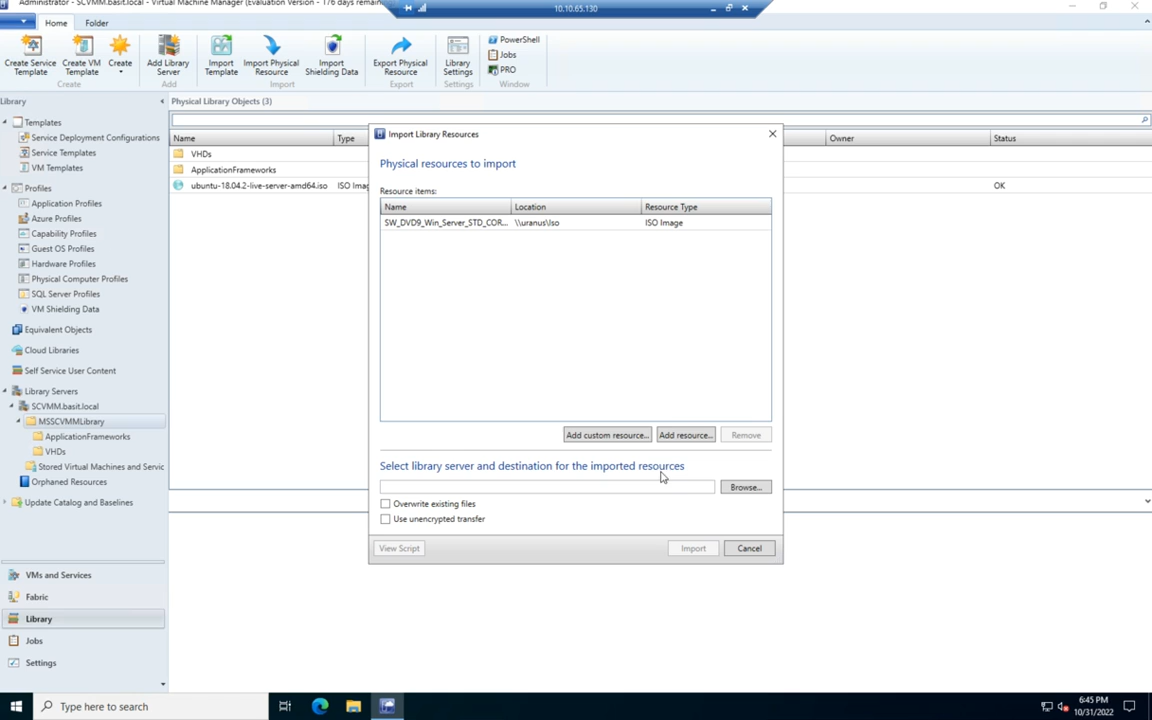 Administrator - SCVMM.basit.local - Virtual Machine Manager (Evaluation Version - 176 days remain
10.10.65.130
Home Folder
Create Service Template
Create VM Template
Create
Add Library Server
Import Template
Import Physical Resource
Import Shielding Data
Export Physical Resource
Library Settings
PowerShell
Jobs
PRO
Create Add Import Export Settings Window
Library
Physical Library Objects (3)
Templates
Service Deployment Configurations
Service Templates
VM Templates
Profiles
Application Profiles
Azure Profiles
Capability Profiles
Guest OS Profiles
Hardware Profiles
Physical Computer Profiles
SQL Server Profiles
VM Shielding Data
Equivalent Objects
Cloud Libraries
Self Service User Content
Library Servers
SCVMM.basit.local
MSSCVMMLibrary
ApplicationFrameworks
VHDs
Stored Virtual Machines and Servic
Orphaned Resources
Update Catalog and Baselines
VMs and Services
Fabric
Library
Jobs
Settings
Name Type Owner Status
VHDs
ApplicationFrameworks
ubuntu-18.04.2-live-server-amd64.iso ISO Imag OK
Import Library Resources
Physical resources to import
Resource items:
Name Location Resource Type
SW_DVD9_Win_Server_STD_COR... \\uranus\Iso ISO Image
Add custom resource... Add resource... Remove
Select library server and destination for the imported resources
Browse...
Overwrite existing files
Use unencrypted transfer
View Script Import Cancel
Type here to search
6:45 PM
10/31/2022